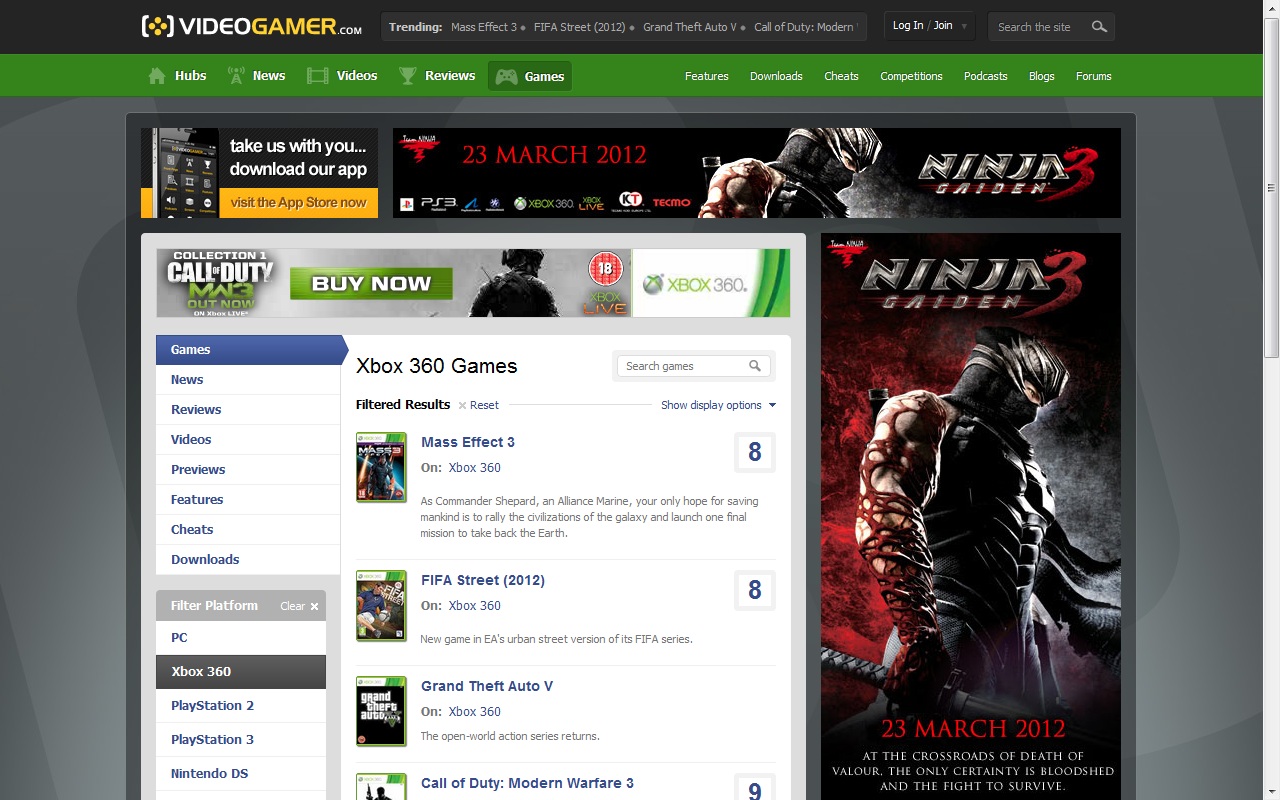 VIDEOGAMER.COM
Trending: Mass Effect 3 • FIFA Street (2012) • Grand Theft Auto V • Call of Duty: Modern
Log In / Join
Search the site
Hubs
News
Videos
Reviews
Games
Features
Downloads
Cheats
Competitions
Podcasts
Blogs
Forums
take us with you...
download our app
visit the App Store now
Team NINJA
23 MARCH 2012
PS3
XBOX 360
XBOX LIVE
KT
TECMO
NINJA 3
GAIDEN
COLLECTION 1
CALL OF DUTY
MW3
OUT NOW
ON Xbox LIVE!
BUY NOW
18
XBOX LIVE
XBOX 360.
Games
News
Reviews
Videos
Previews
Features
Cheats
Downloads
Filter Platform
Clear ×
PC
Xbox 360
PlayStation 2
PlayStation 3
Nintendo DS
Xbox 360 Games
Search games
Filtered Results × Reset
Show display options
MASS 3
Mass Effect 3
8
On: Xbox 360
As Commander Shepard, an Alliance Marine, your only hope for saving
mankind is to rally the civilizations of the galaxy and launch one final
mission to take back the Earth.
FIFA STREET
FIFA Street (2012)
8
On: Xbox 360
New game in EA's urban street version of its FIFA series.
grand theft auto V
Grand Theft Auto V
On: Xbox 360
The open-world action series returns.
Call of Duty: Modern Warfare 3
9
Team NINJA
NINJA 3
GAIDEN
23 MARCH 2012
AT THE CROSSROADS OF DEATH OF
VALOUR, THE ONLY CERTAINTY IS BLOODSHED
AND THE FIGHT TO SURVIVE.